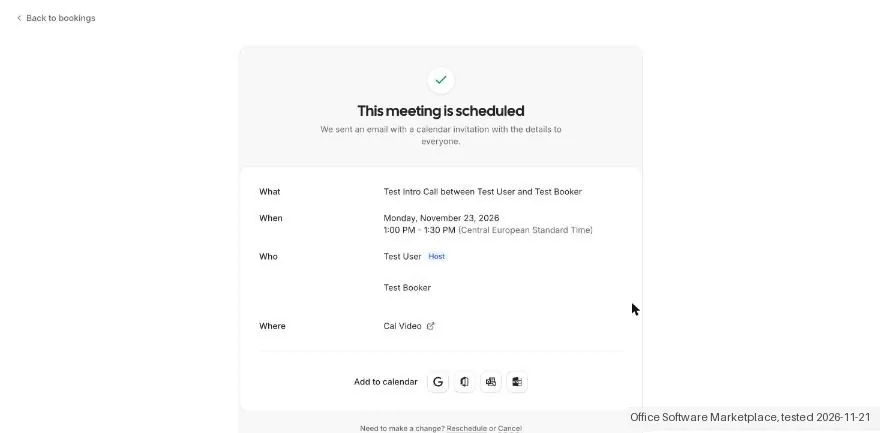 Back to bookings
This meeting is scheduled
We sent an email with a calendar invitation with the details to
everyone.
What Test Intro Call between Test User and Test Booker
When Monday, November 23, 2026
1:00 PM - 1:30 PM (Central European Standard Time)
Who Test User Host
Test Booker
Where Cal Video
Add to calendar
Office Software Marketplace, tested 2026-11-21
Need to make a change? Reschedule or Cancel